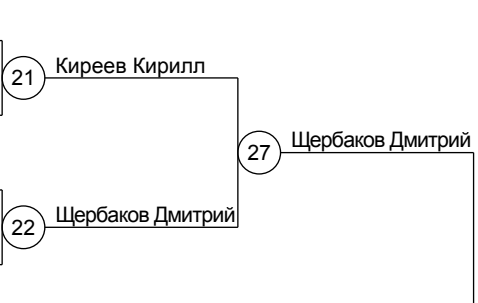 21 Киреев Кирилл
27 Щербаков Дмитрий
22 Щербаков Дмитрий